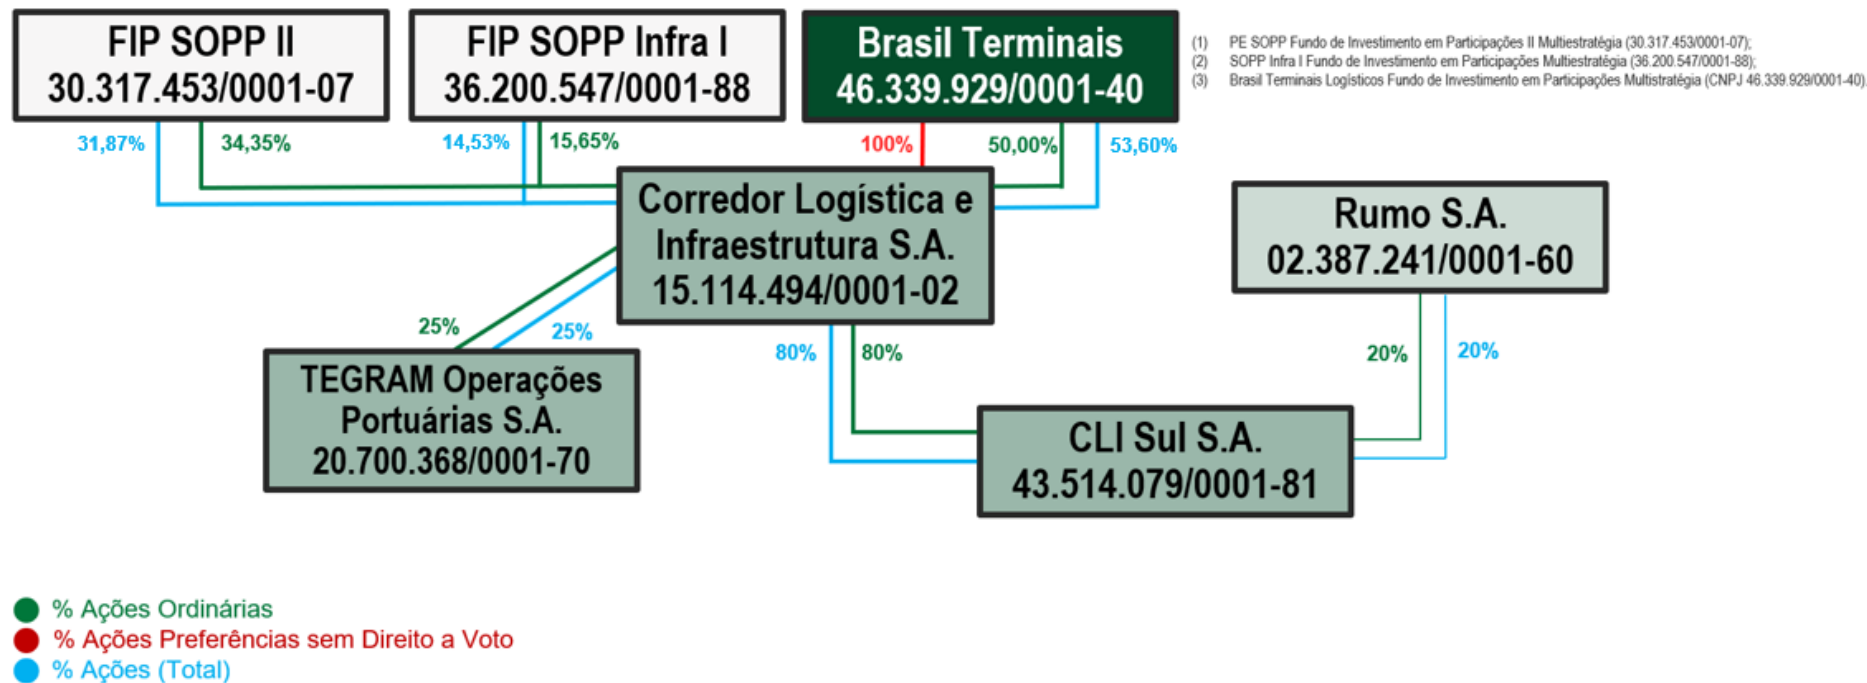 FIP SOPP II
30.317.453/0001-07
FIP SOPP Infra I
36.200.547/0001-88
Brasil Terminais
46.339.929/0001-40
(1) PE SOPP Fundo de Investimento em Participações II Multiestratégia (30.317.453/0001-07);
(2) SOPP Infra I Fundo de Investimento em Participações Multiestratégia (36.200.547/0001-88);
(3) Brasil Terminais Logísticos Fundo de Investimento em Participações Multistratégia (CNPJ 46.339.929/0001-40).
31,87%
34,35%
14,53%
15,65%
100%
50,00%
53,60%
Corredor Logística e
Infraestrutura S.A.
15.114.494/0001-02
Rumo S.A.
02.387.241/0001-60
25%
25%
80%
80%
20%
20%
TEGRAM Operações
Portuárias S.A.
20.700.368/0001-70
CLI Sul S.A.
43.514.079/0001-81
% Ações Ordinárias
% Ações Preferências sem Direito a Voto
% Ações (Total)